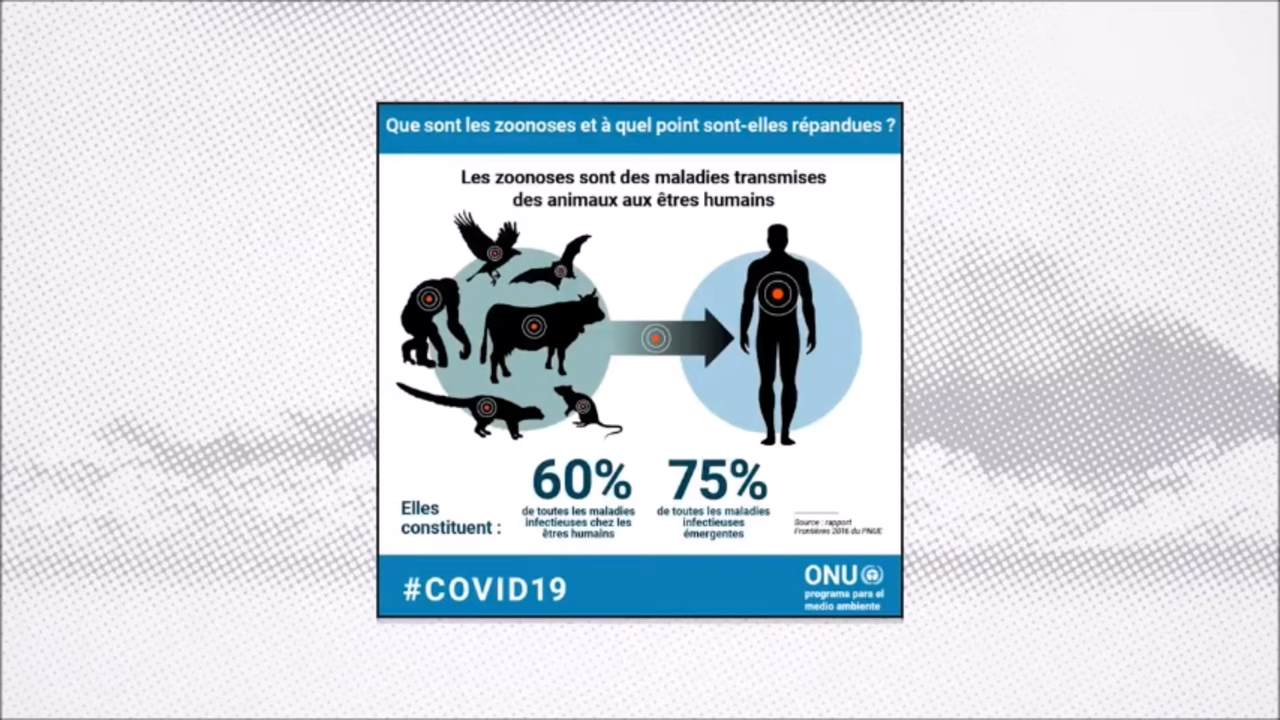 Que sont les zoonoses et à quel point sont-elles répandues ?
Les zoonoses sont des maladies transmises
des animaux aux êtres humains
Elles
constituent :
60%
de toutes les maladies
infectieuses chez les
êtres humains
75%
de toutes les maladies
infectieuses
émergentes
Source : rapport
Frontières 2016 du PNUE
#COVID19
ONU
programa para el
medio ambiente